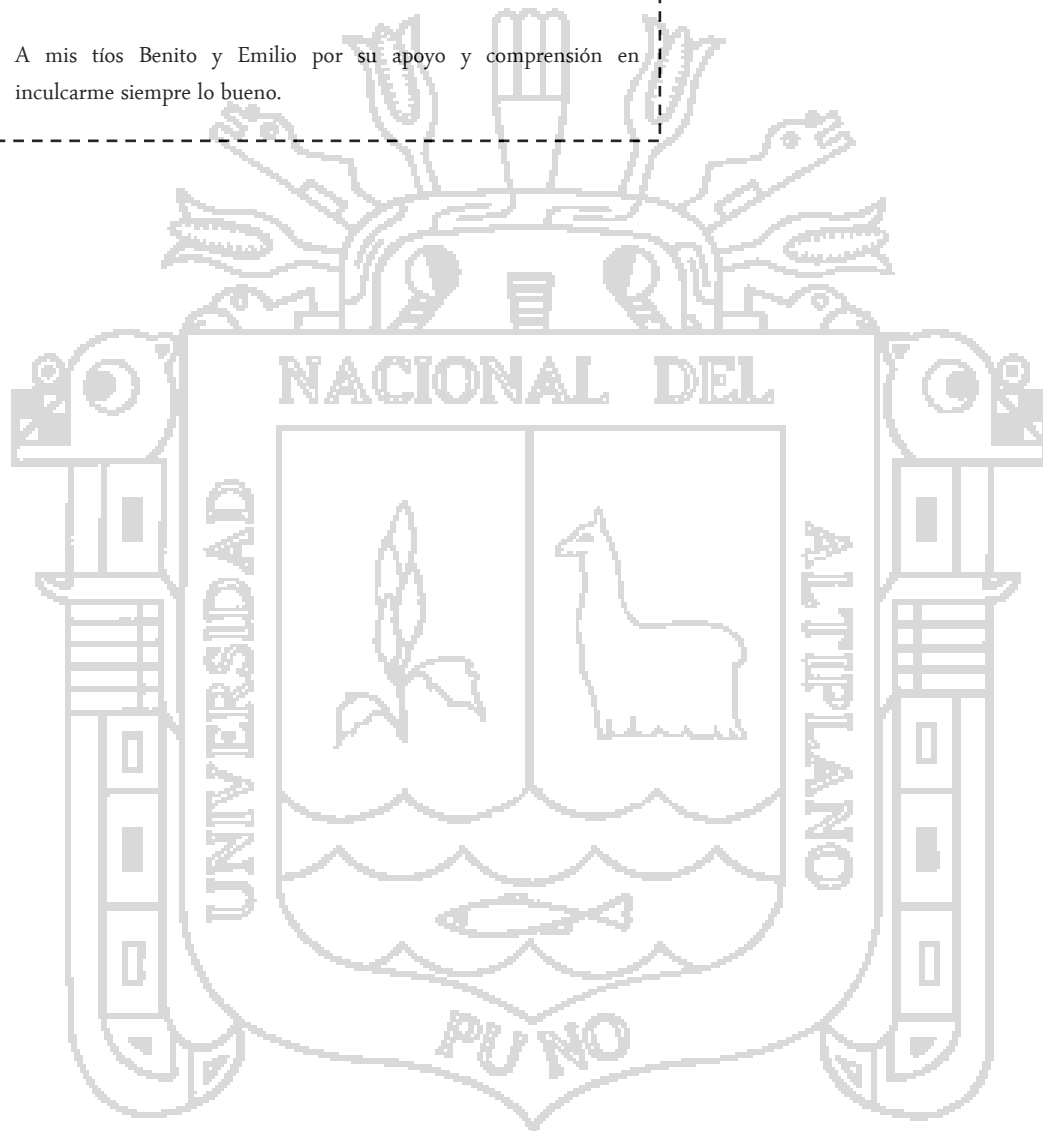 A mis tíos Benito y Emilio por su apoyo y comprensión en
inculcarme siempre lo bueno.
NACIONAL DEL
UNIVERSIDAD
ALTIPLANO
PUNO